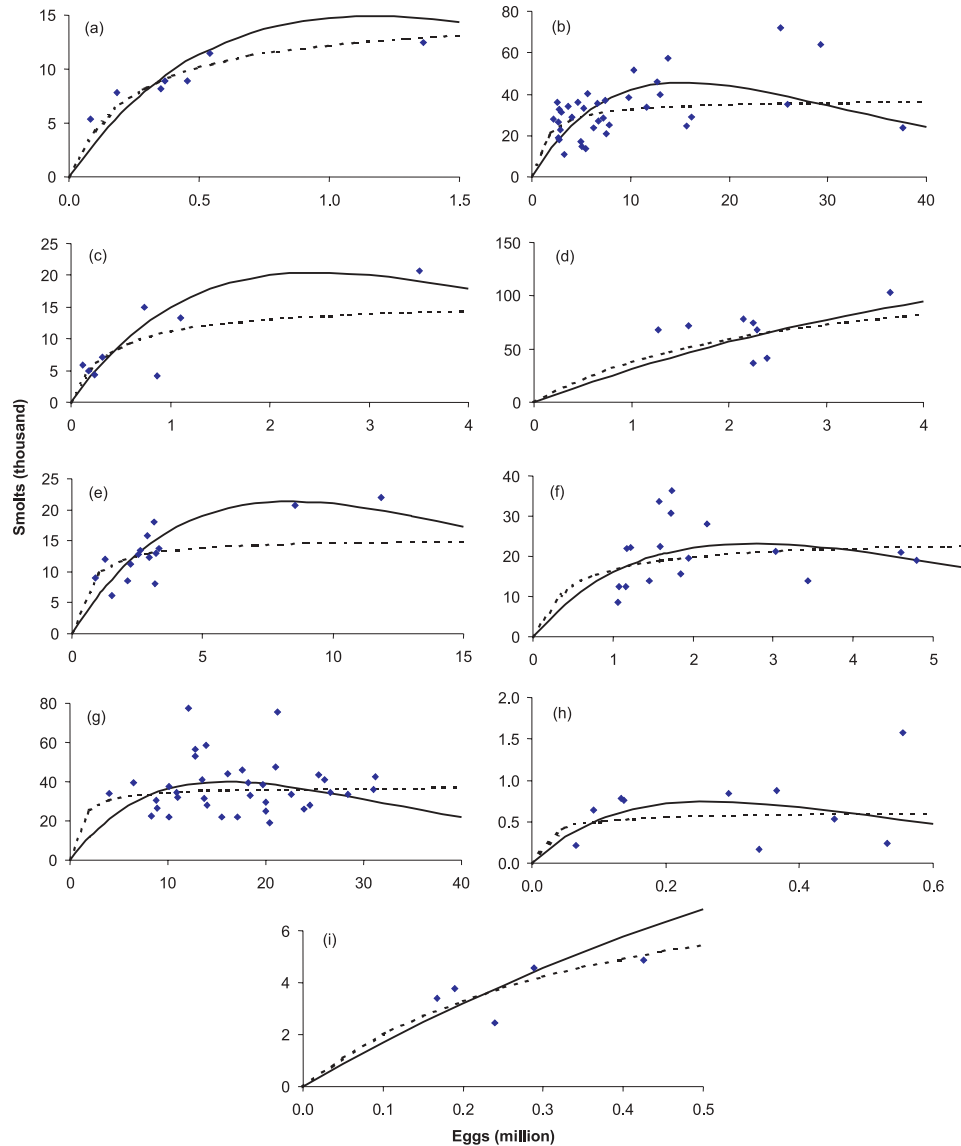 (a)
15
10
5
0
0.0 0.5 1.0 1.5
(b)
80
60
40
20
0
0 10 20 30 40
(c)
25
20
15
10
5
0
0 1 2 3 4
(d)
150
100
50
0
0 1 2 3 4
Smolts (thousand)
(e)
25
20
15
10
5
0
0 5 10 15
(f)
40
30
20
10
0
0 1 2 3 4 5
(g)
80
60
40
20
0
0 10 20 30 40
(h)
2.0
1.5
1.0
0.5
0.0
0.0 0.2 0.4 0.6
(i)
6
4
2
0
0.0 0.1 0.2 0.3 0.4 0.5
Eggs (million)